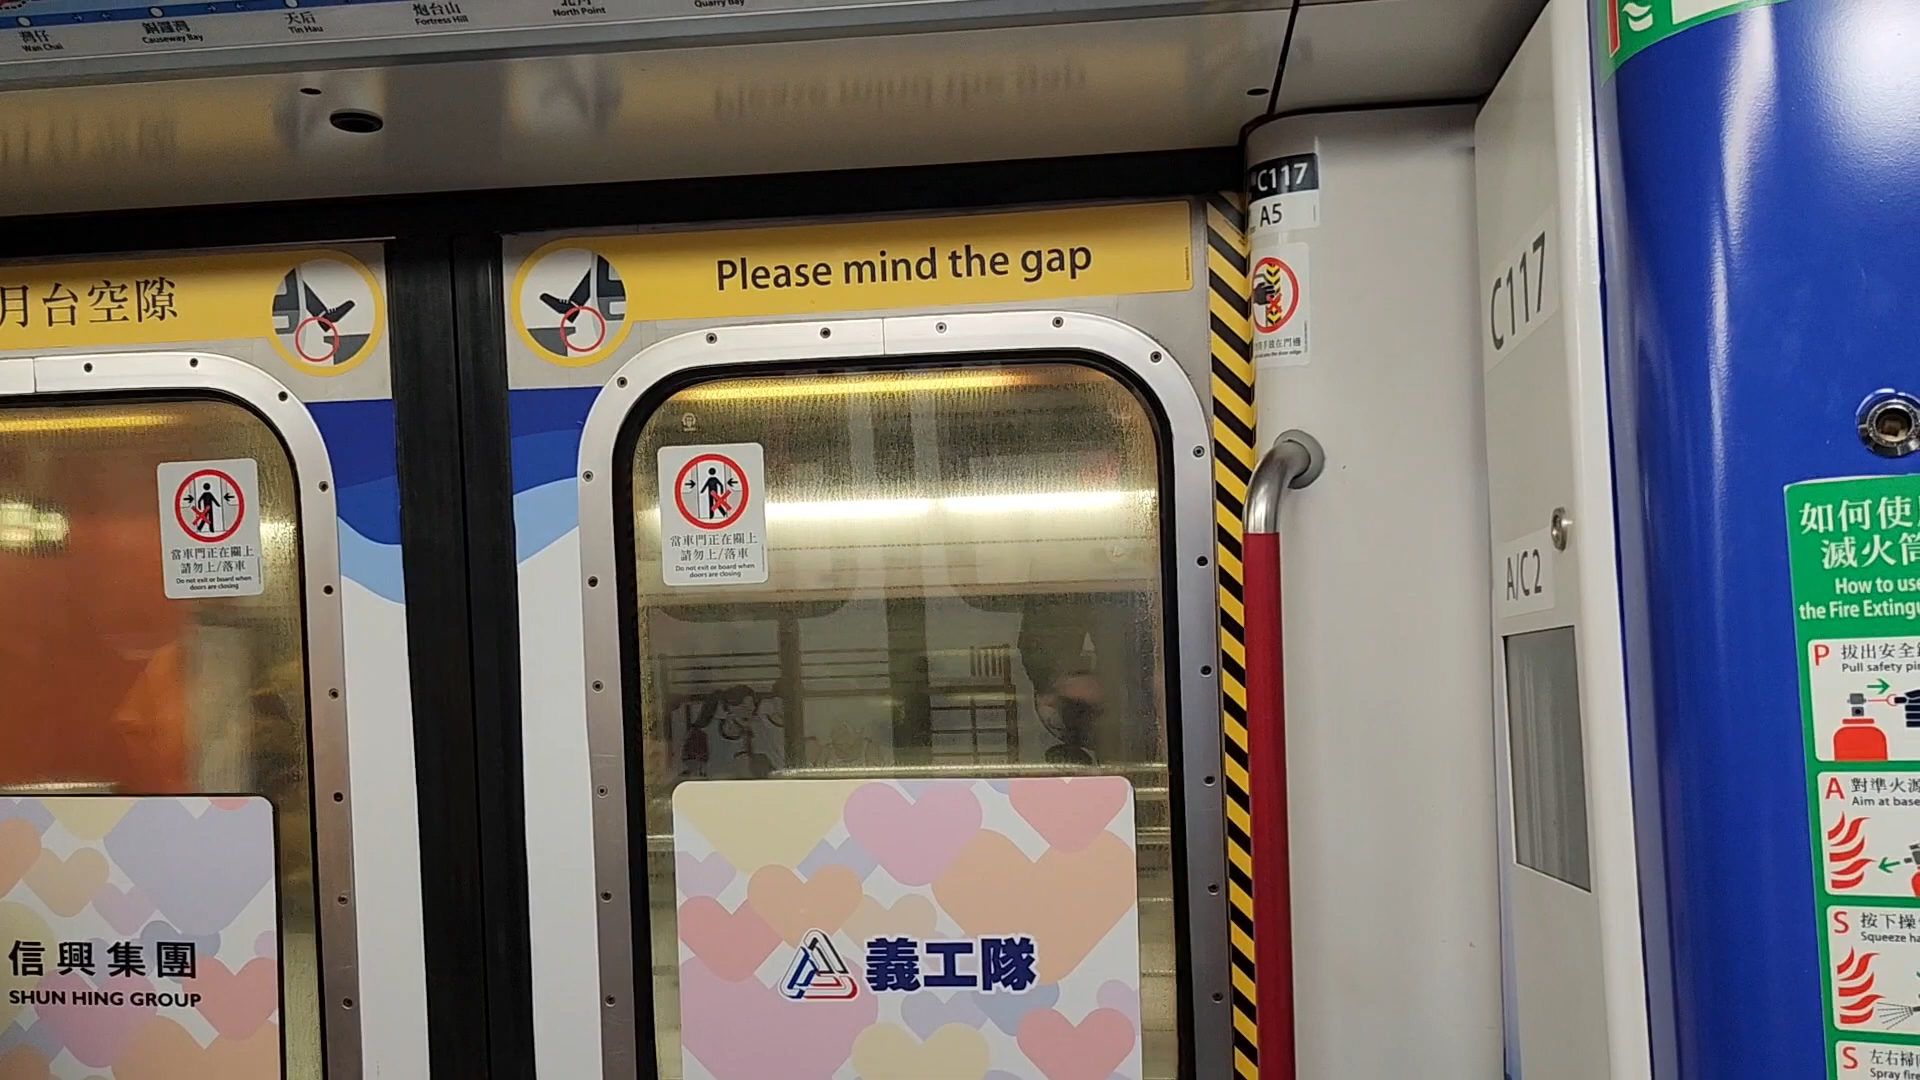 灣仔
Wan Chai
銅鑼灣
Causeway Bay
天后
Tin Hau
炮台山
Fortress Hill
North Point
Quarry Bay
月台空隙
Please mind the gap
C117
A5
C117
A/C 2
當車門正在關上
請勿上/落車
Do not exit or board when
doors are closing
當車門正在關上
請勿上/落車
Do not exit or board when
doors are closing
信興集團
SHUN HING GROUP
義工隊
如何使
滅火筒
How to use
the Fire Extingu
P 拔出安全
Pull safety pi
A 對準火源
Aim at base
S 按下操
Squeeze ha
S 左右掃
Spray fire